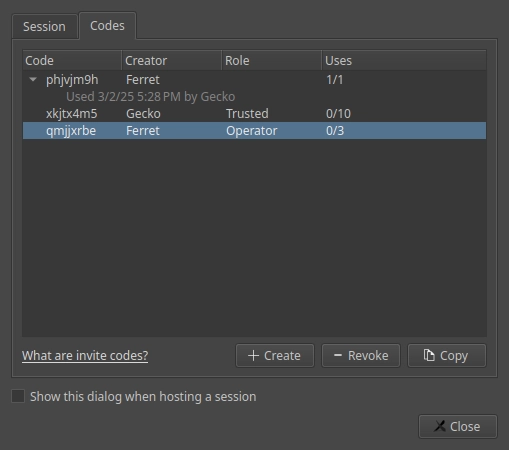 Session Codes
Code Creator Role Uses
phjvjm9h Ferret 1/1
Used 3/2/25 5:28 PM by Gecko
xkjtx4m5 Gecko Trusted 0/10
qmjjxrbe Ferret Operator 0/3
What are invite codes? Create Revoke Copy
Show this dialog when hosting a session
Close